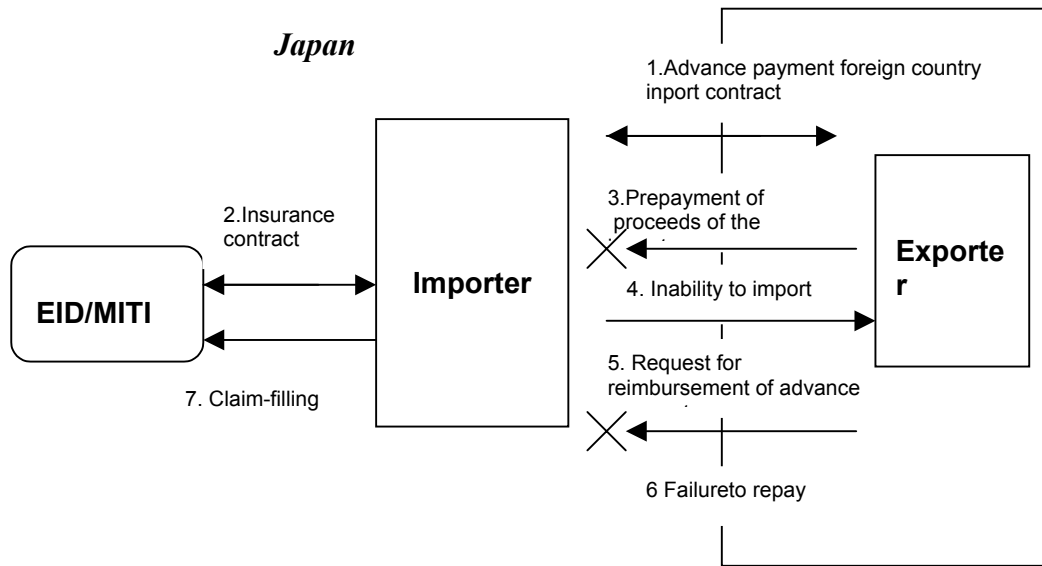 Japan
1.Advance payment foreign country
inport contract
2.Insurance
contract
3.Prepayment of
proceeds of the
Importer
Exporte
r
EID/MITI
4. Inability to import
5. Request for
reimbursement of advance
7. Claim-filling
6 Failureto repay